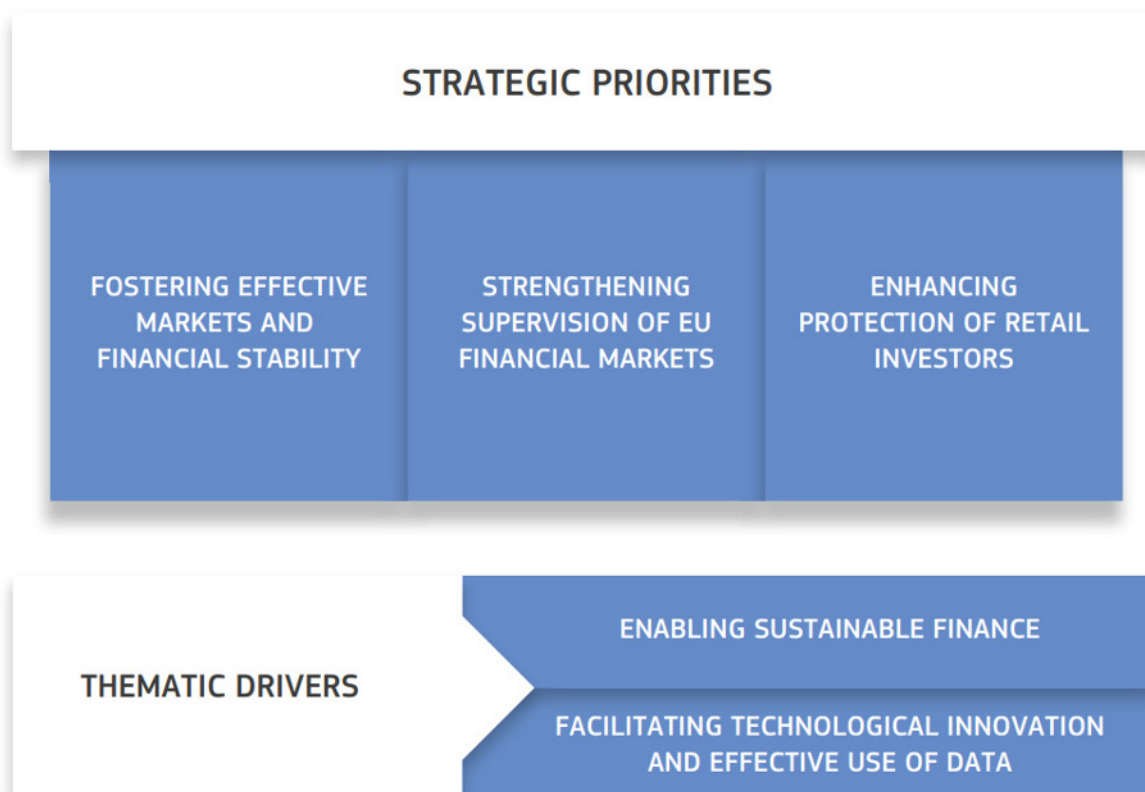 STRATEGIC PRIORITIES
FOSTERING EFFECTIVE
MARKETS AND
FINANCIAL STABILITY
STRENGTHENING
SUPERVISION OF EU
FINANCIAL MARKETS
ENHANCING
PROTECTION OF RETAIL
INVESTORS
THEMATIC DRIVERS
ENABLING SUSTAINABLE FINANCE
FACILITATING TECHNOLOGICAL INNOVATION
AND EFFECTIVE USE OF DATA